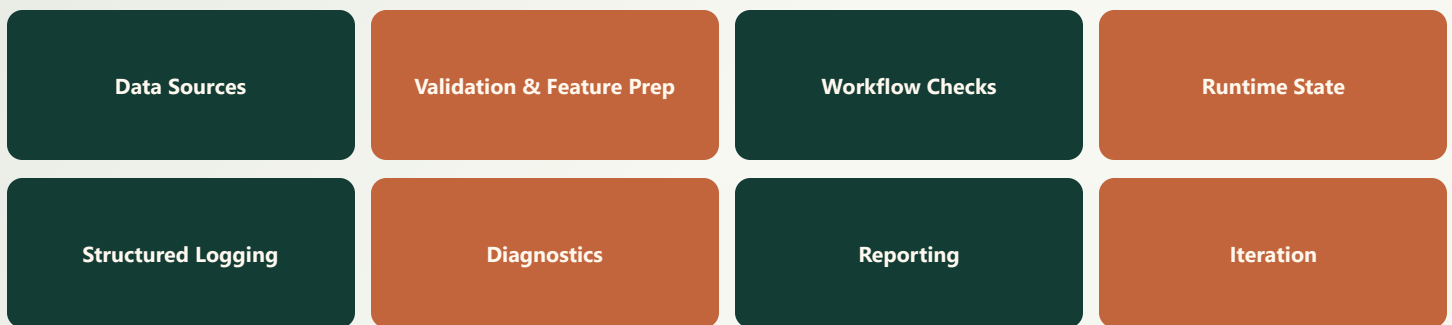 Data Sources
Validation & Feature Prep
Workflow Checks
Runtime State
Structured Logging
Diagnostics
Reporting
Iteration